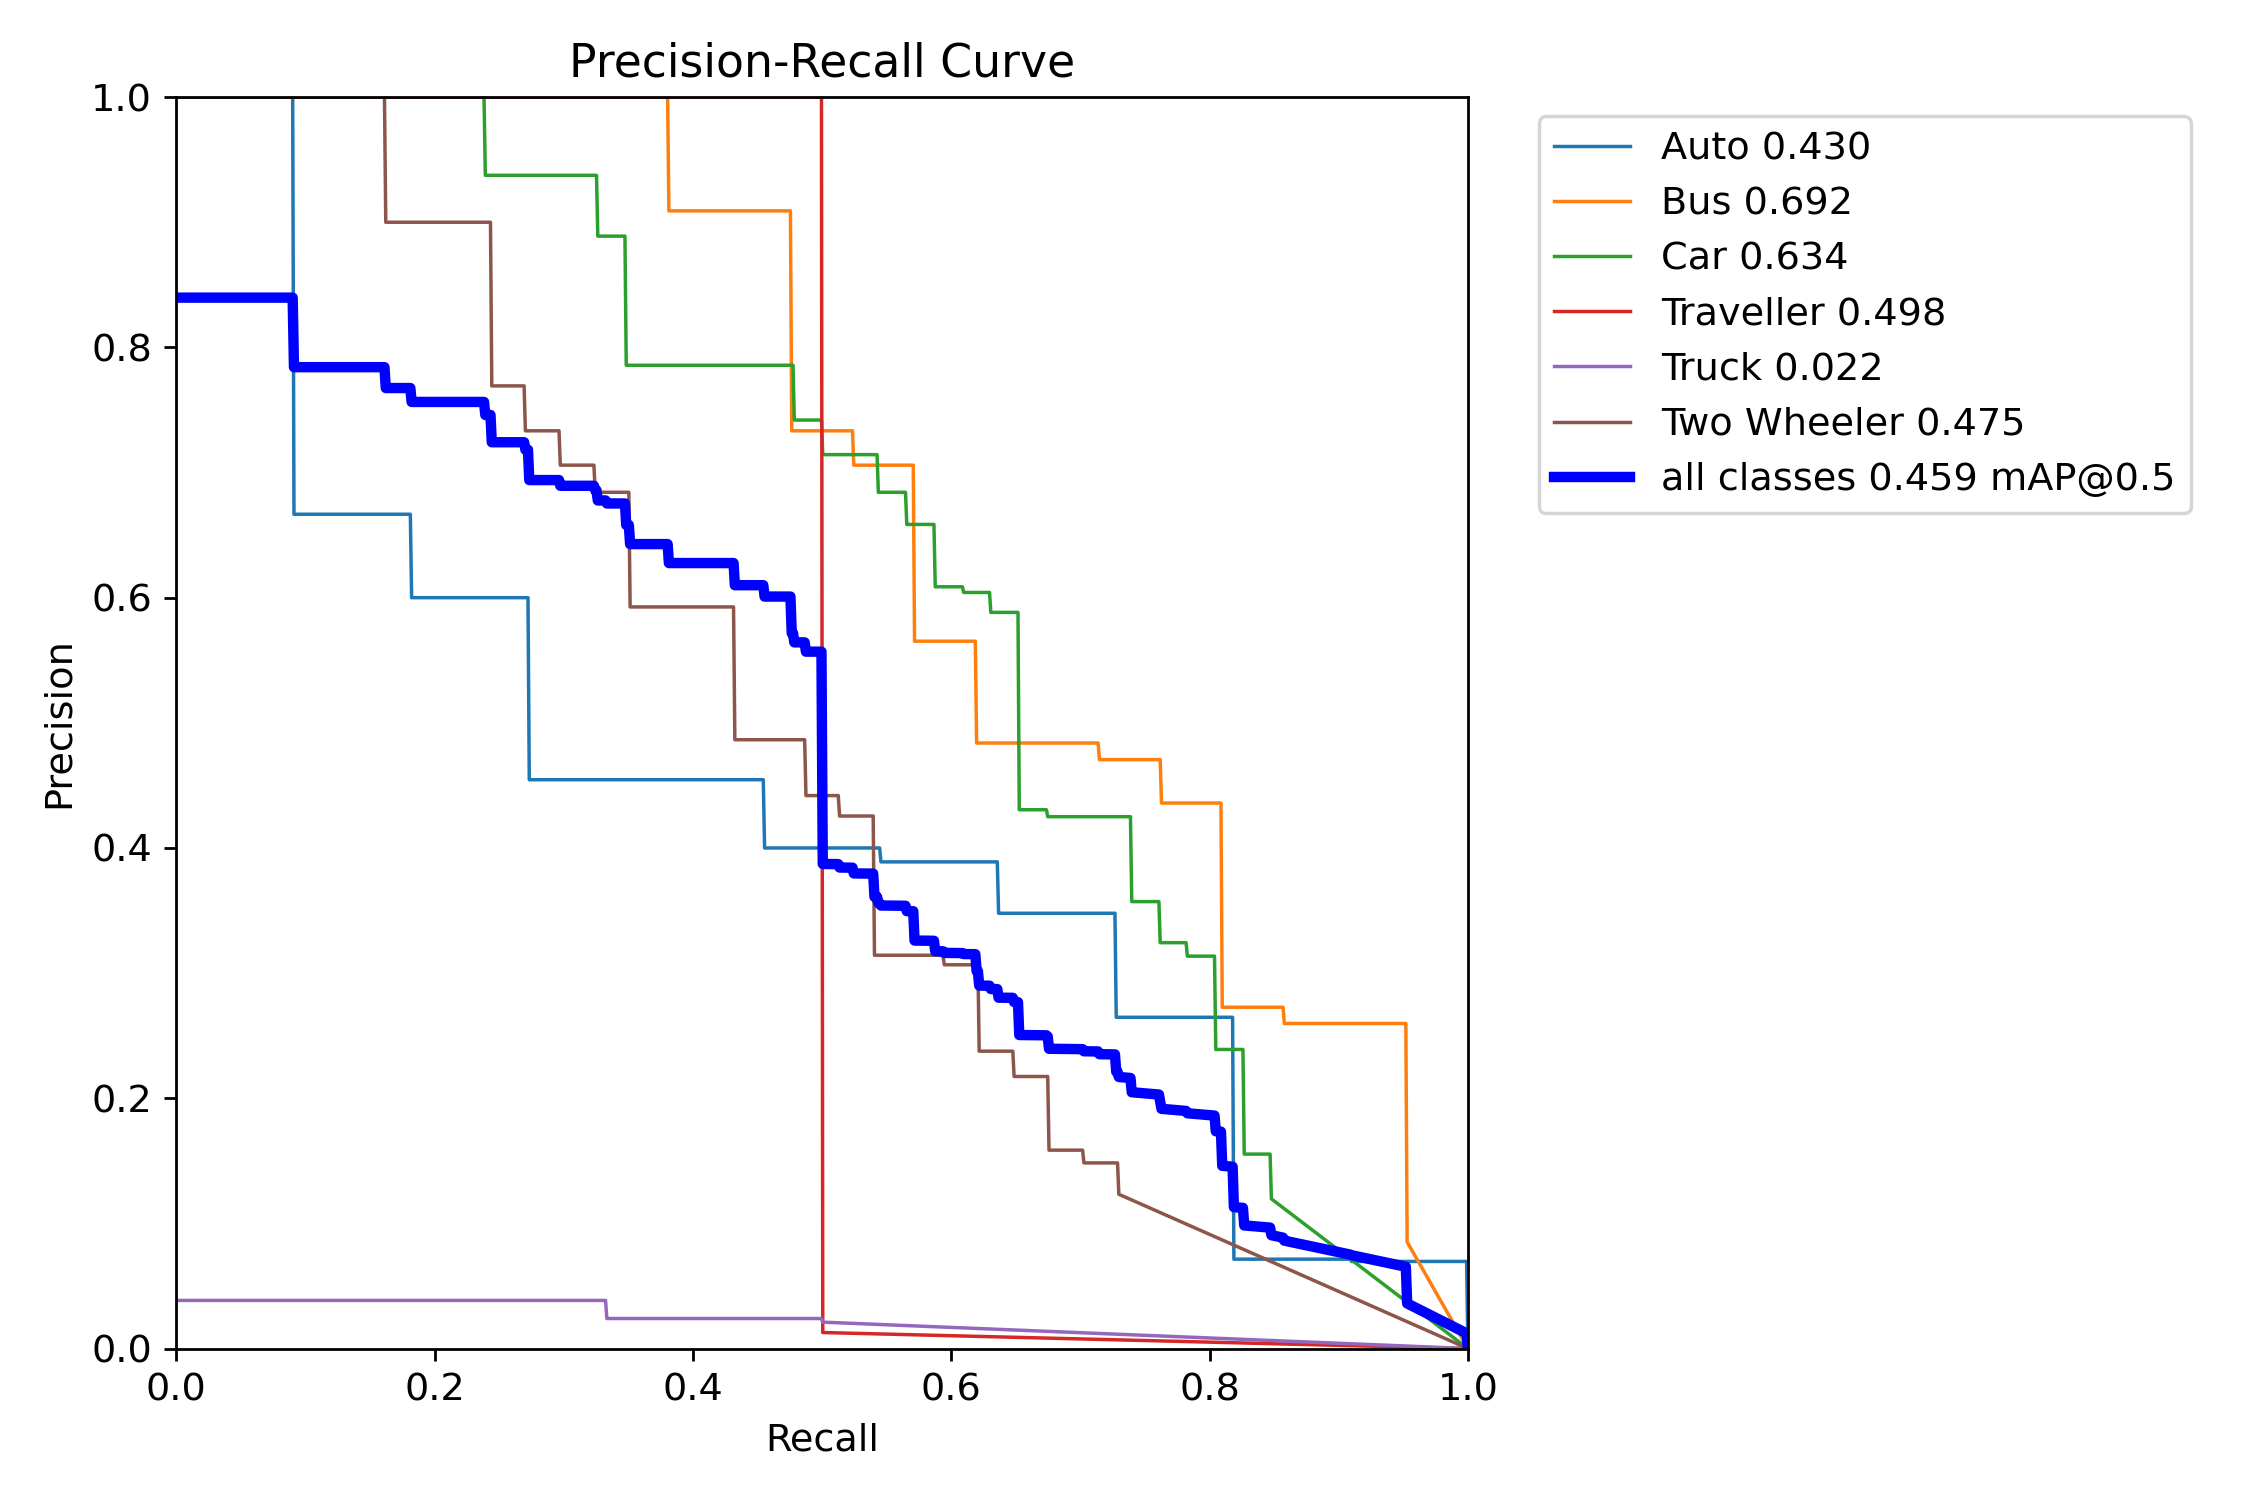 Precision-Recall Curve
1.0
0.8
0.6
0.4
0.2
0.0
Precision
0.0 0.2 0.4 0.6 0.8 1.0
Recall
Auto 0.430
Bus 0.692
Car 0.634
Traveller 0.498
Truck 0.022
Two Wheeler 0.475
all classes 0.459 mAP@0.5